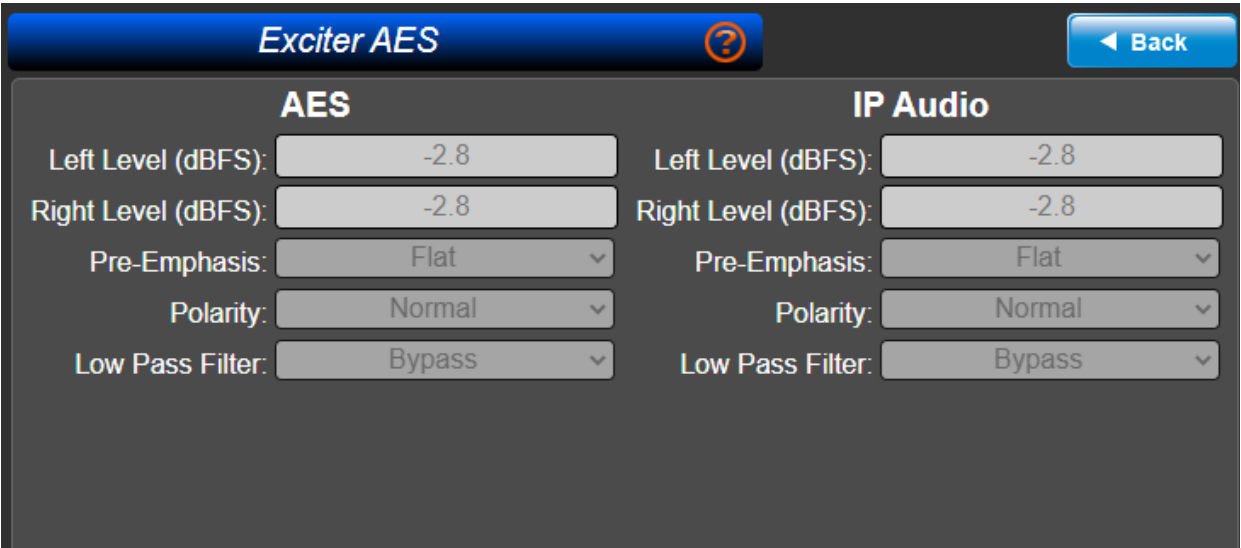 Exciter AES ? Back
AES IP Audio
Left Level (dBFS): -2.8 Left Level (dBFS): -2.8
Right Level (dBFS): -2.8 Right Level (dBFS): -2.8
Pre-Emphasis: Flat Pre-Emphasis: Flat
Polarity: Normal Polarity: Normal
Low Pass Filter: Bypass Low Pass Filter: Bypass